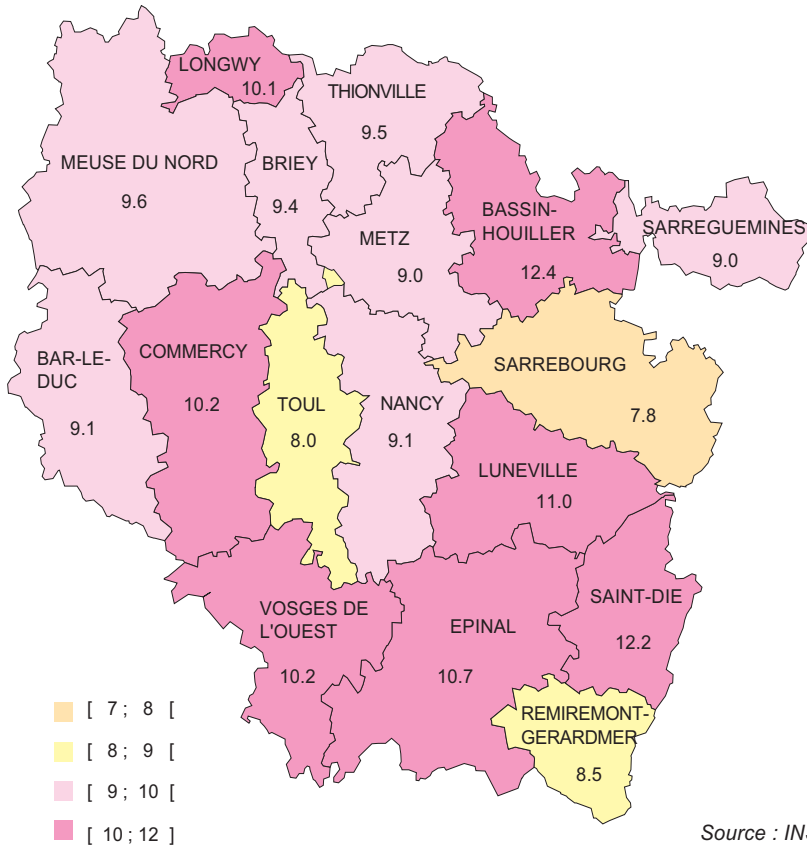 LONGWY
10.1
THIONVILLE
9.5
MEUSE DU NORD
9.6
BRIEY
9.4
METZ
9.0
BASSIN-
HOUILLER
12.4
SARREGUEMINES
9.0
BAR-LE-
DUC
9.1
COMMERCY
10.2
TOUL
8.0
NANCY
9.1
SARREBOURG
7.8
LUNEVILLE
11.0
VOSGES DE
L'OUEST
10.2
EPINAL
10.7
SAINT-DIE
12.2
REMIREMONT-
GERARDMER
8.5
[ 7 ; 8 [
[ 8 ; 9 [
[ 9 ; 10 [
[ 10 ; 12 ]
Source :